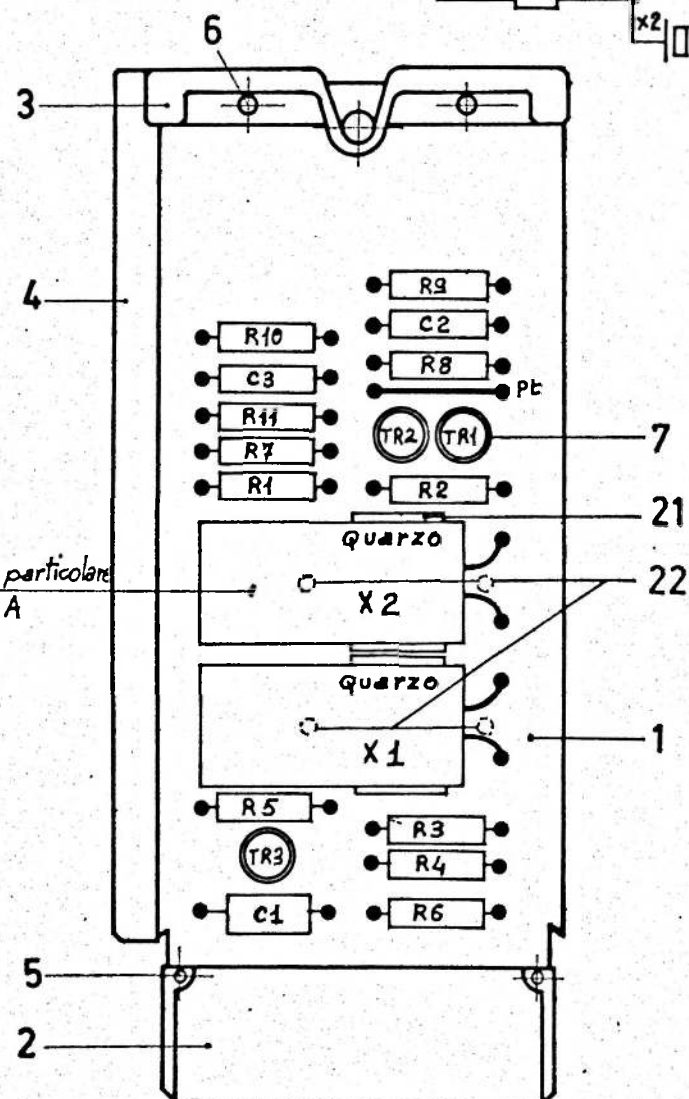 x2
6
3
4
R9
C2
R10
R8
C3
Pt
R11
TR2
TR1
7
R7
R1
R2
21
Quarzo
particolare
A
X2
22
Quarzo
X1
1
R5
R3
TR3
R4
C1
R6
5
2